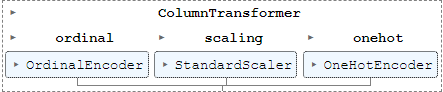 ColumnTransformer
ordinal scaling onehot
OrdinalEncoder StandardScaler OneHotEncoder